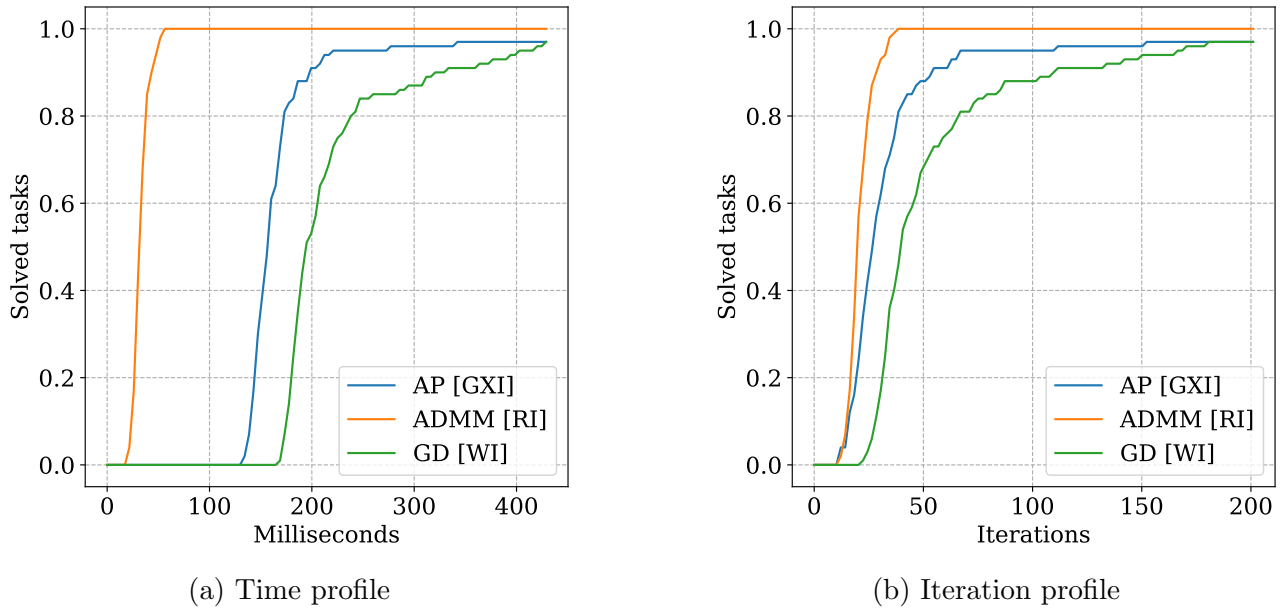 1.0
0.8
0.6
0.4
0.2
0.0
Solved tasks
AP [GXI]
ADMM [RI]
GD [WI]
0 100 200 300 400
Milliseconds
(a) Time profile
1.0
0.8
0.6
0.4
0.2
0.0
Solved tasks
AP [GXI]
ADMM [RI]
GD [WI]
0 50 100 150 200
Iterations
(b) Iteration profile